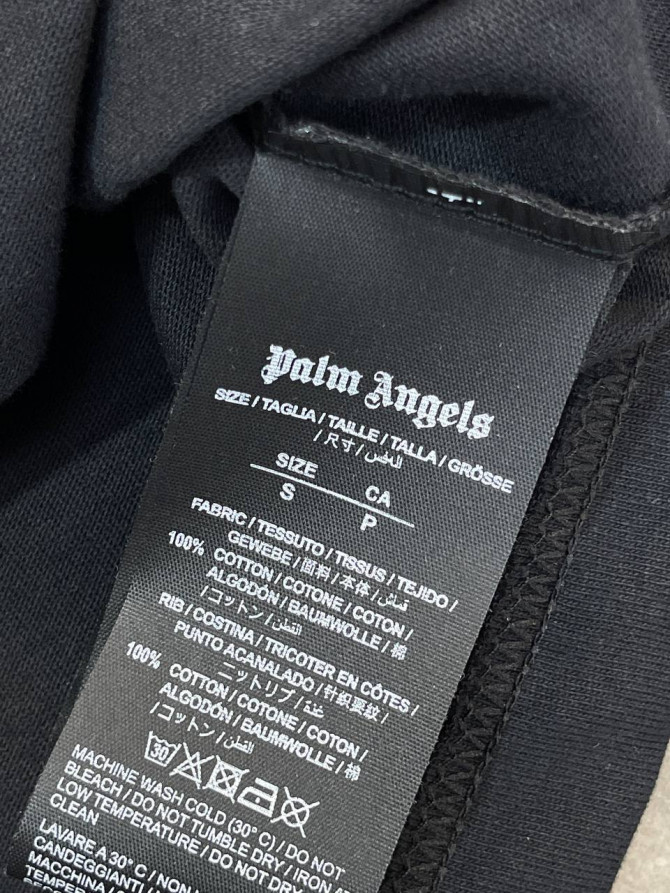 Palm Angels
SIZE / TAGLIA / TAILLE / TALLA / GRÖSSE
/ 尺寸 / المقاس
SIZE CA
S P
FABRIC / TESSUTO / TISSUS / TEJIDO /
GEWEBE / 面料 / 本体 / قماش /
100% COTTON / COTONE / COTON /
ALGODÓN / BAUMWOLLE / 棉
/ コットン / القطن
RIB / COSTINA / TRICOTER EN CÔTES /
PUNTO ACANALADO / 针织要纹 /
ニットリブ /
100% COTTON / COTONE / COTON /
ALGODÓN / BAUMWOLLE / 棉
/ コットン / القطن
30
MACHINE WASH COLD (30° C) / DO NOT
BLEACH / DO NOT TUMBLE DRY / IRON AT
LOW TEMPERATURE / DO NOT DRY
CLEAN
LAVARE A 30° C / NON
CANDEGGIANTI /
MACCHINA /